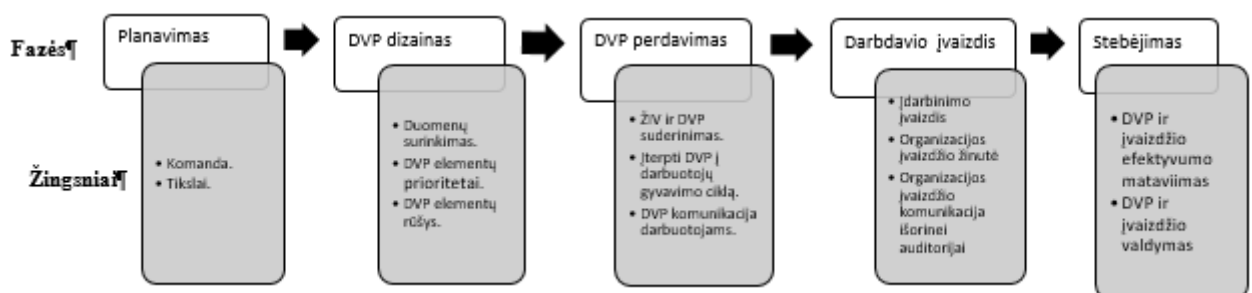 Fazės¶
Planavimas
DVP dizainas
DVP perdavimas
Darbdavio įvaizdis
Stebėjimas
Žingsniai¶
• Komanda.
• Tikslai.
• Duomenų
surinkimas.
• DVP elementų
prioritetai.
• DVP elementų
rūšys.
• ŽIV ir DVP
suderinimas.
• Įterpti DVP į
darbuotojų
gyvavimo ciklą.
• DVP komunikacija
darbuotojams.
• Įdarbinimo
įvaizdis
• Organizacijos
įvaizdžio žinutė
• Organizacijos
įvaizdžio
komunikacija
išorinei
auditorijai
• DVP ir
įvaizdžio
efektyvumo
mataviimas
• DVP ir
įvaizdžio
valdymas